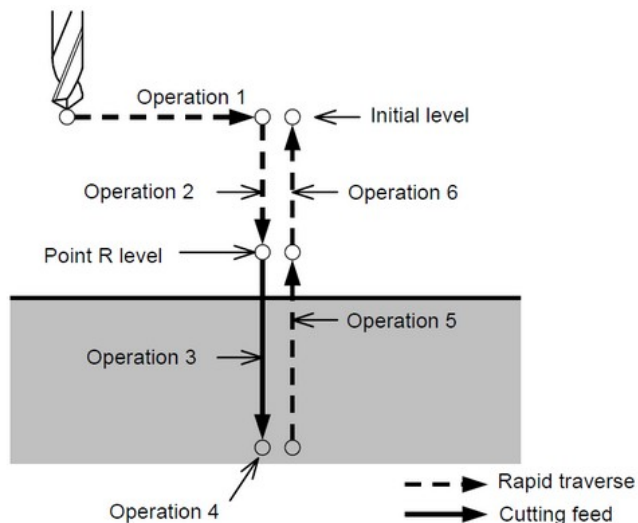 Operation 1
Initial level
Operation 2
Operation 6
Point R level
Operation 5
Operation 3
Operation 4
Rapid traverse
Cutting feed